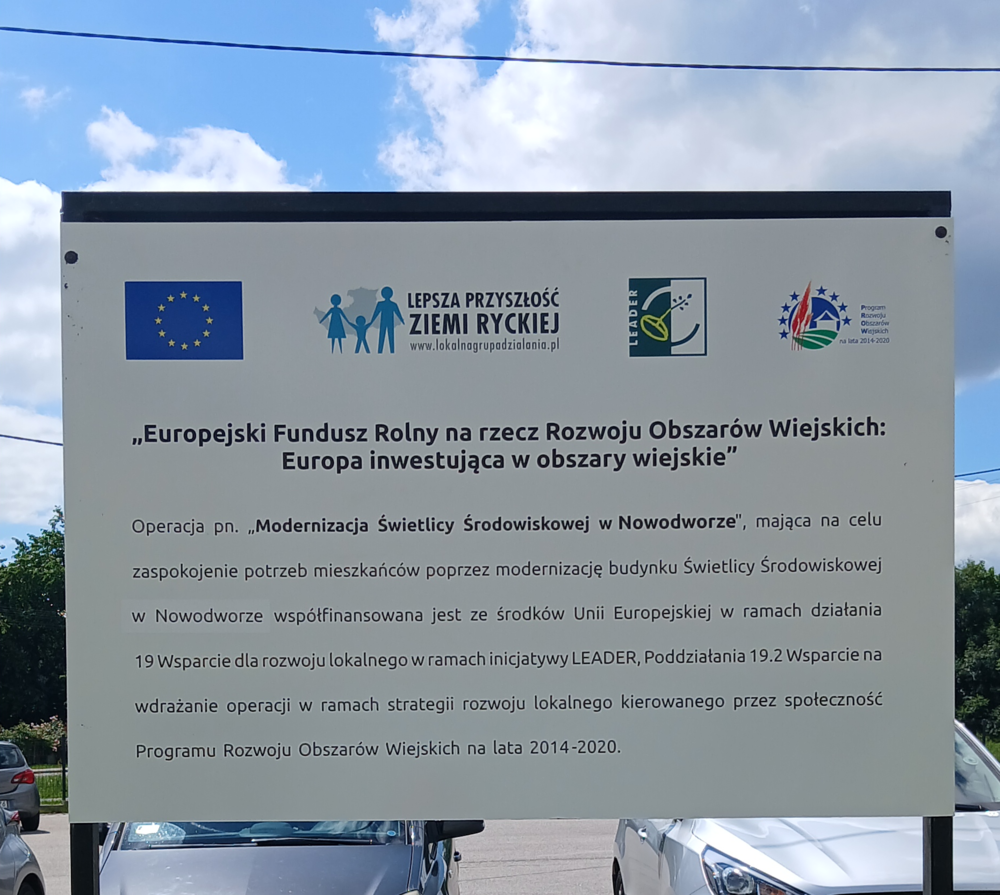 LEPSZA PRZYSZŁOŚĆ
ZIEMI RYCKIEJ
www.lokalnagrupadzialania.pl
LEADER
Program
Rozwoju
Obszarów
Wiejskich
na lata 2014-2020
„Europejski Fundusz Rolny na rzecz Rozwoju Obszarów Wiejskich:
Europa inwestująca w obszary wiejskie”
Operacja pn. „Modernizacja Świetlicy Środowiskowej w Nowodworze", mająca na celu
zaspokojenie potrzeb mieszkańców poprzez modernizację budynku Świetlicy Środowiskowej
w Nowodworze współfinansowana jest ze środków Unii Europejskiej w ramach działania
19 Wsparcie dla rozwoju lokalnego w ramach inicjatywy LEADER, Poddziałania 19.2 Wsparcie na
wdrażanie operacji w ramach strategii rozwoju lokalnego kierowanego przez społeczność
Programu Rozwoju Obszarów Wiejskich na lata 2014-2020.